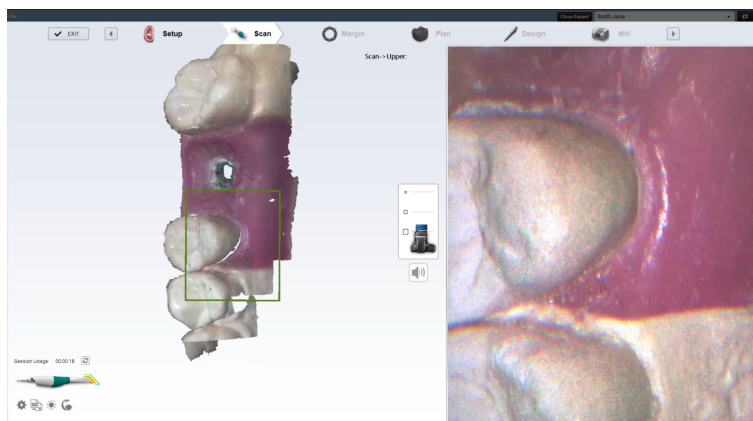 Close Patient Smith Jane
EXIT Setup Scan Margin Plan Design Mill
Scan->Upper:
Session Usage: 00:00:18